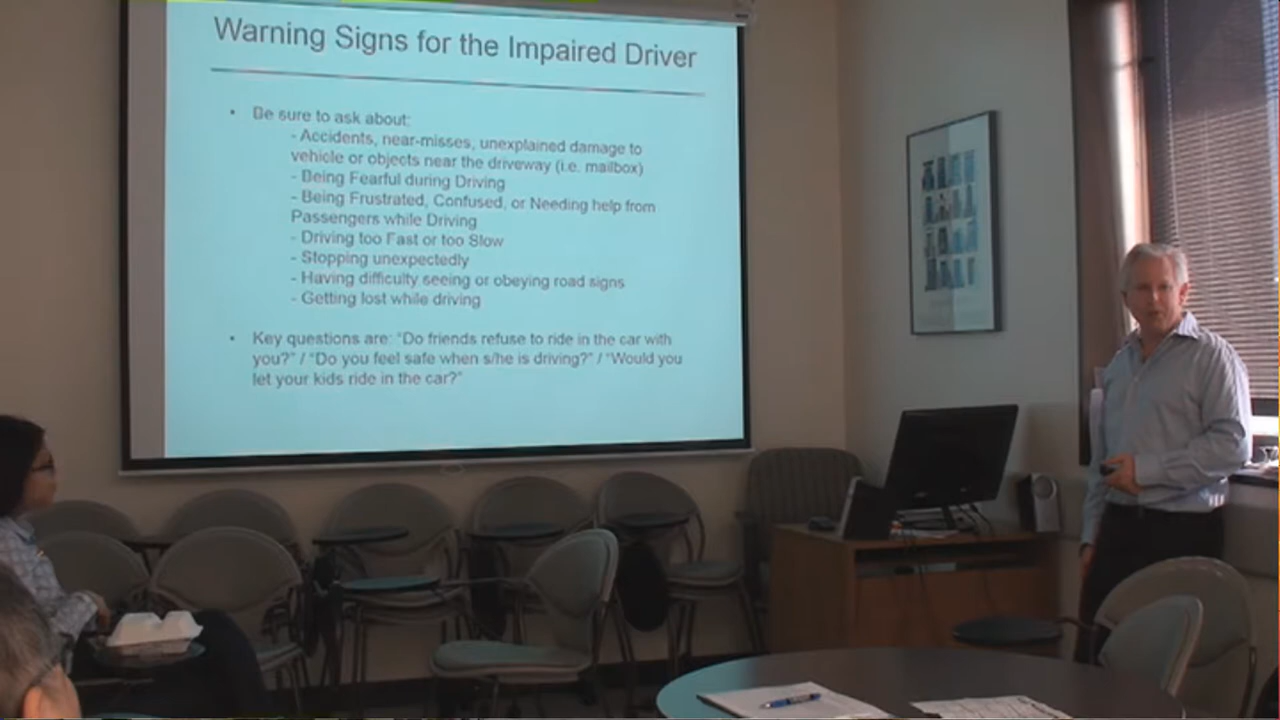 Warning Signs for the Impaired Driver
• Be sure to ask about:
- Accidents, near-misses, unexplained damage to
vehicle or objects near the driveway (i.e. mailbox)
- Being Fearful during Driving
- Being Frustrated, Confused, or Needing help from
Passengers while Driving
- Driving too Fast or too Slow
- Stopping unexpectedly
- Having difficulty seeing or obeying road signs
- Getting lost while driving
• Key questions are: "Do friends refuse to ride in the car with
you?" / "Do you feel safe when s/he is driving?" / "Would you
let your kids ride in the car?"